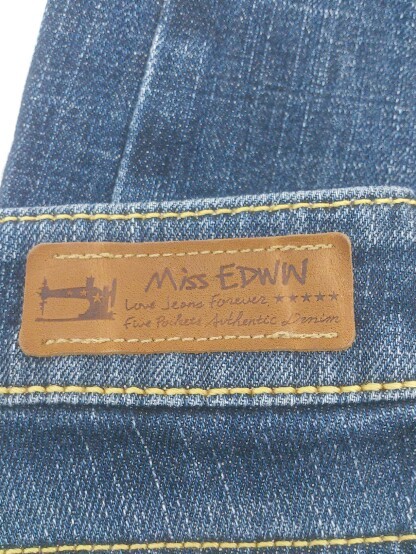 Miss EDWIN
Love Jeans Forever ★★★★★
Five Pockets Authentic Denim